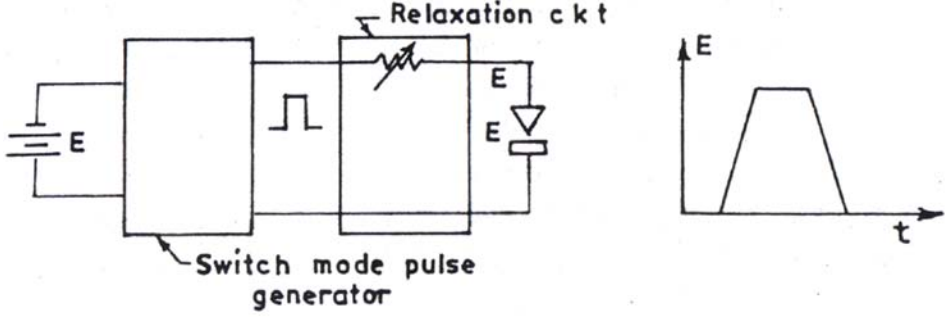 Relaxation ckt
E
E
E
E
t
Switch mode pulse
generator